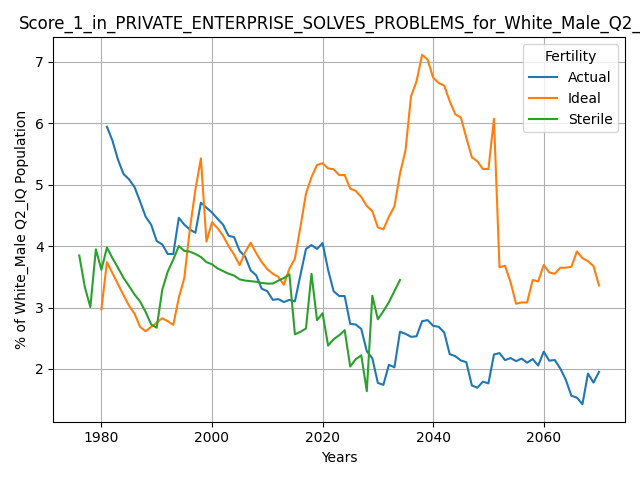 Score_1_in_PRIVATE_ENTERPRISE_SOLVES_PROBLEMS_for_White_Male_Q2_
Fertility
Actual
Ideal
Sterile
% of White_Male Q2_IQ Population
7
6
5
4
3
2
1980
2000
2020
2040
2060
Years